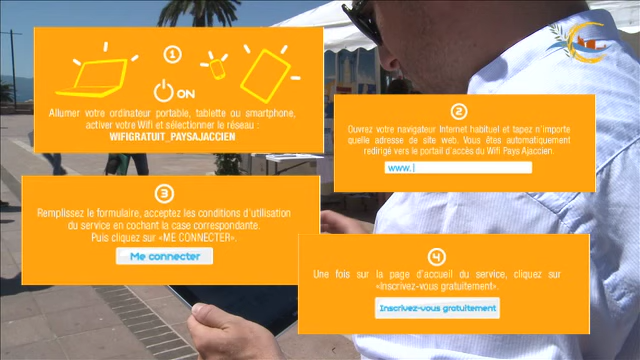 1
ON
Allumer votre ordinateur portable, tablette ou smartphone,
activer votre Wifi et sélectionner le réseau :
WIFIGRATUIT_PAYSAJACCIEN
2
Ouvrez votre navigateur Internet habituel et tapez n'importe
quelle adresse de site web. Vous êtes automatiquement
redirigé vers le portail d'accès du Wifi Pays Ajaccien.
www.|
3
Remplissez le formulaire, acceptez les conditions d'utilisation
du service en cochant la case correspondante.
Puis cliquez sur «ME CONNECTER».
Me connecter
4
Une fois sur la page d'accueil du service, cliquez sur
«inscrivez-vous gratuitement».
Inscrivez-vous gratuitement